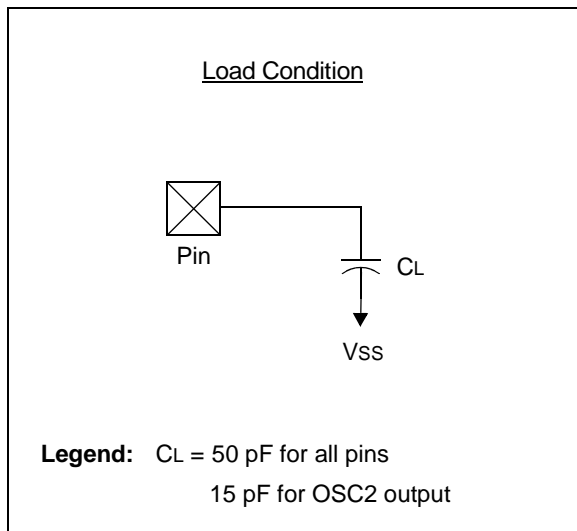 Load Condition
Pin
CL
VSS
Legend: CL = 50 pF for all pins
15 pF for OSC2 output